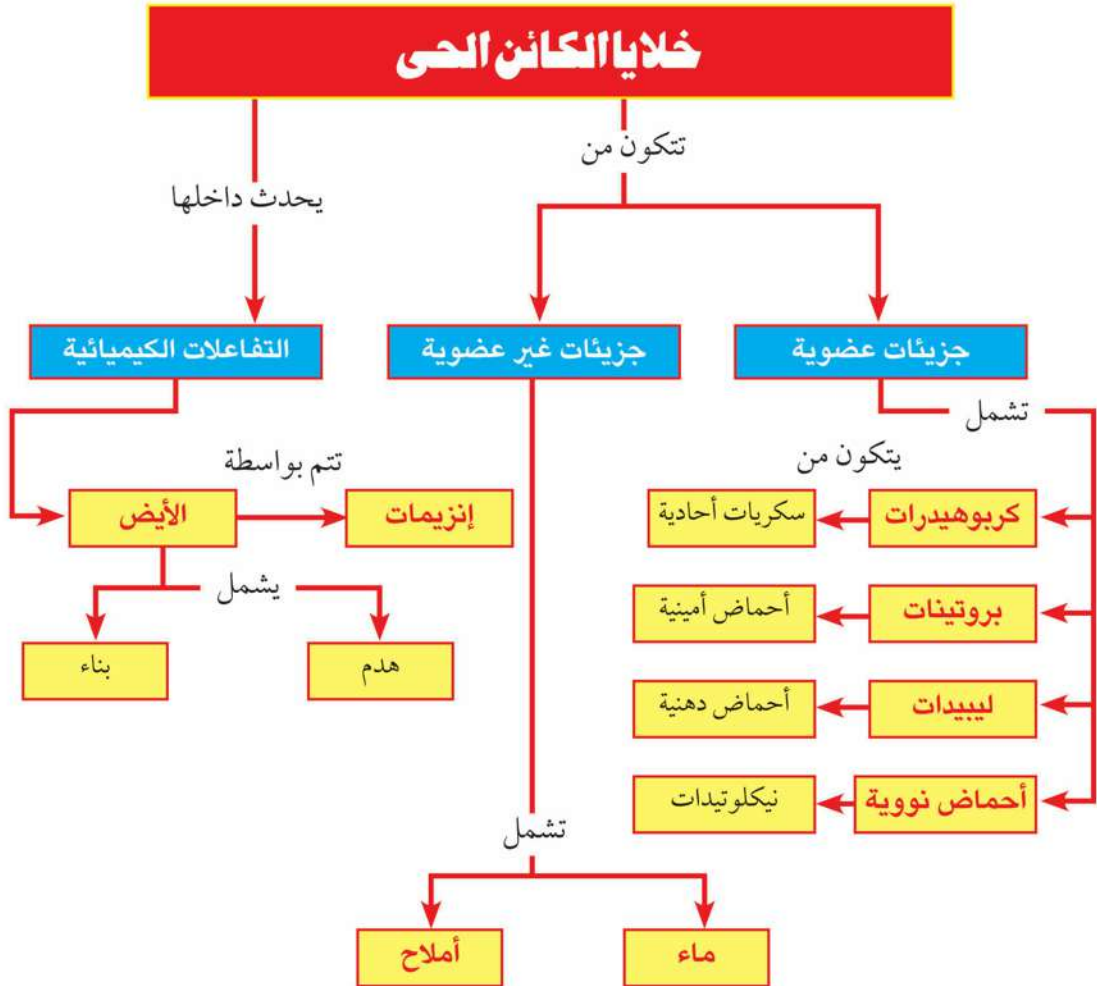 خلايا الكائن الحى
تتكون من
يحدث داخلها
جزيئات عضوية
جزيئات غير عضوية
التفاعلات الكيميائية
تشمل
يتكون من
تتم بواسطة
كربوهيدرات
سكريات أحادية
إنزيمات
الأيض
يشمل
بروتينات
أحماض أمينية
هدم
بناء
ليبيدات
أحماض دهنية
أحماض نووية
نيكلوتيدات
تشمل
ماء
أملاح